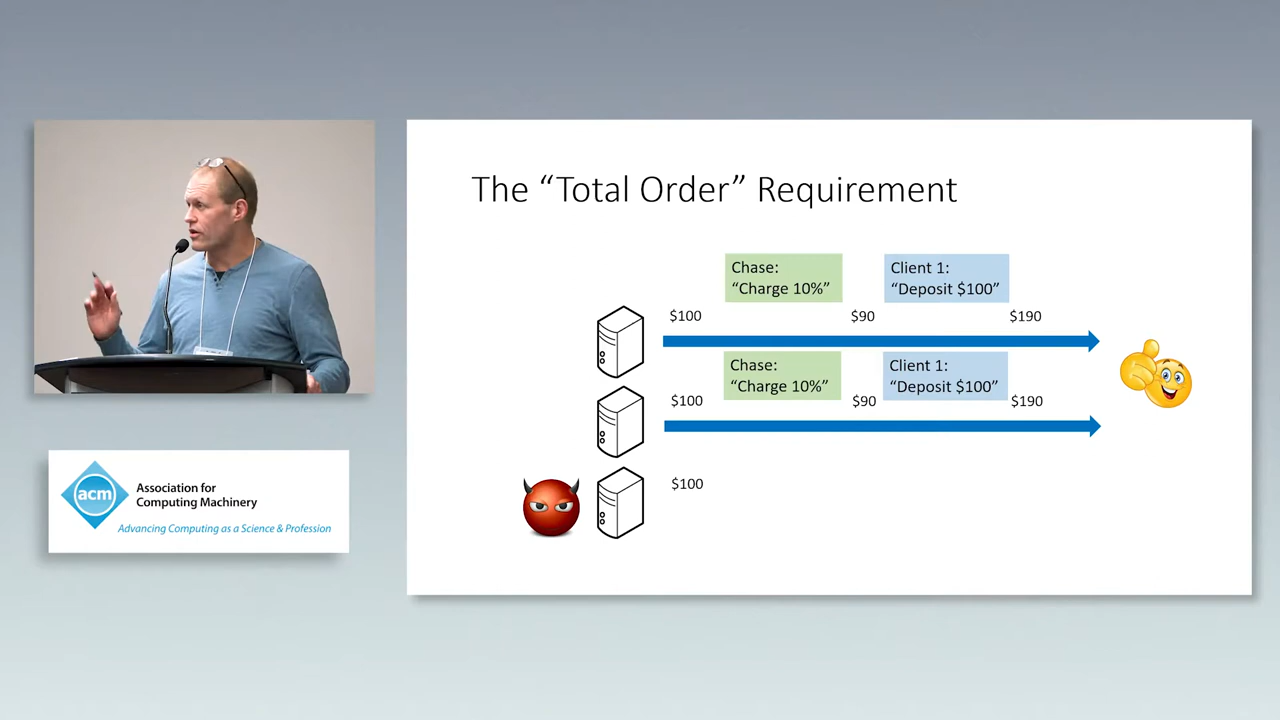 The “Total Order” Requirement
Chase:
“Charge 10%”
Client 1:
“Deposit $100”
$100
$90
$190
Chase:
“Charge 10%”
Client 1:
“Deposit $100”
$100
$90
$190
$100
acm
Association for
Computing Machinery
Advancing Computing as a Science & Profession